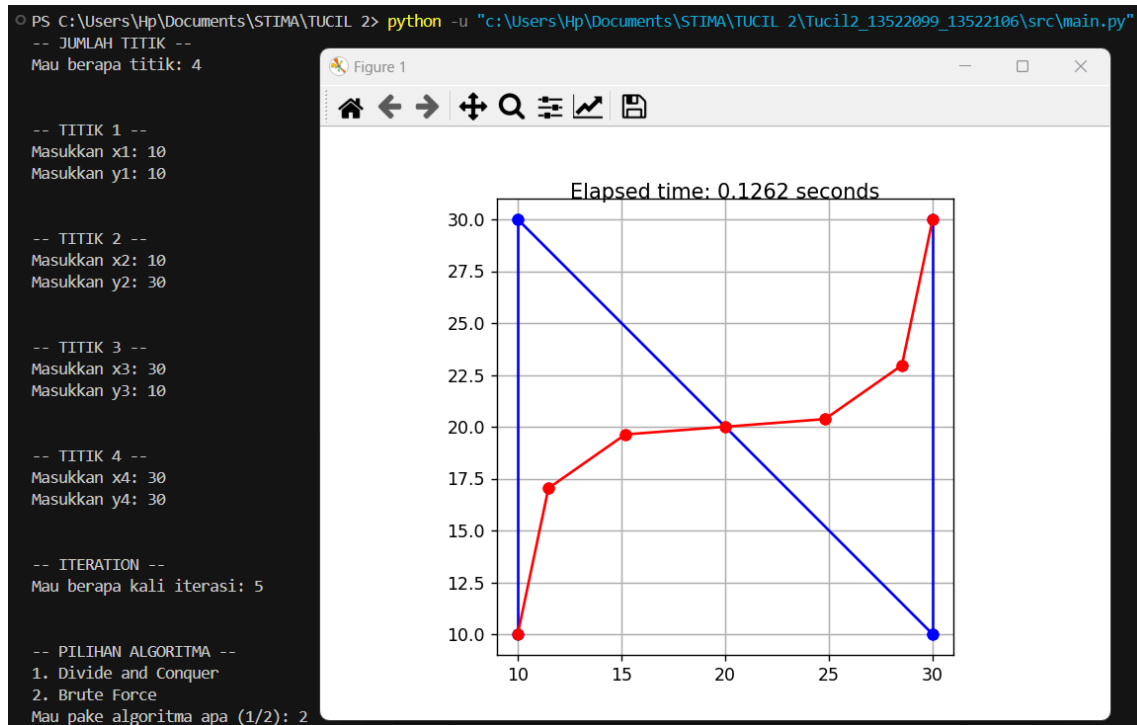 PS C:\Users\Hp\Documents\STIMA\TUCIL 2> python -u "c:\Users\Hp\Documents\STIMA\TUCIL 2\Tucil2_13522099_13522106\src\main.py"
-- JUMLAH TITIK --
Mau berapa titik: 4
-- TITIK 1 --
Masukkan x1: 10
Masukkan y1: 10
-- TITIK 2 --
Masukkan x2: 10
Masukkan y2: 30
-- TITIK 3 --
Masukkan x3: 30
Masukkan y3: 10
-- TITIK 4 --
Masukkan x4: 30
Masukkan y4: 30
-- ITERATION --
Mau berapa kali iterasi: 5
-- PILIHAN ALGORITMA --
1. Divide and Conquer
2. Brute Force
Mau pake algoritma apa (1/2): 2
Figure 1
Elapsed time: 0.1262 seconds
30.0
27.5
25.0
22.5
20.0
17.5
15.0
12.5
10.0
10 15 20 25 30